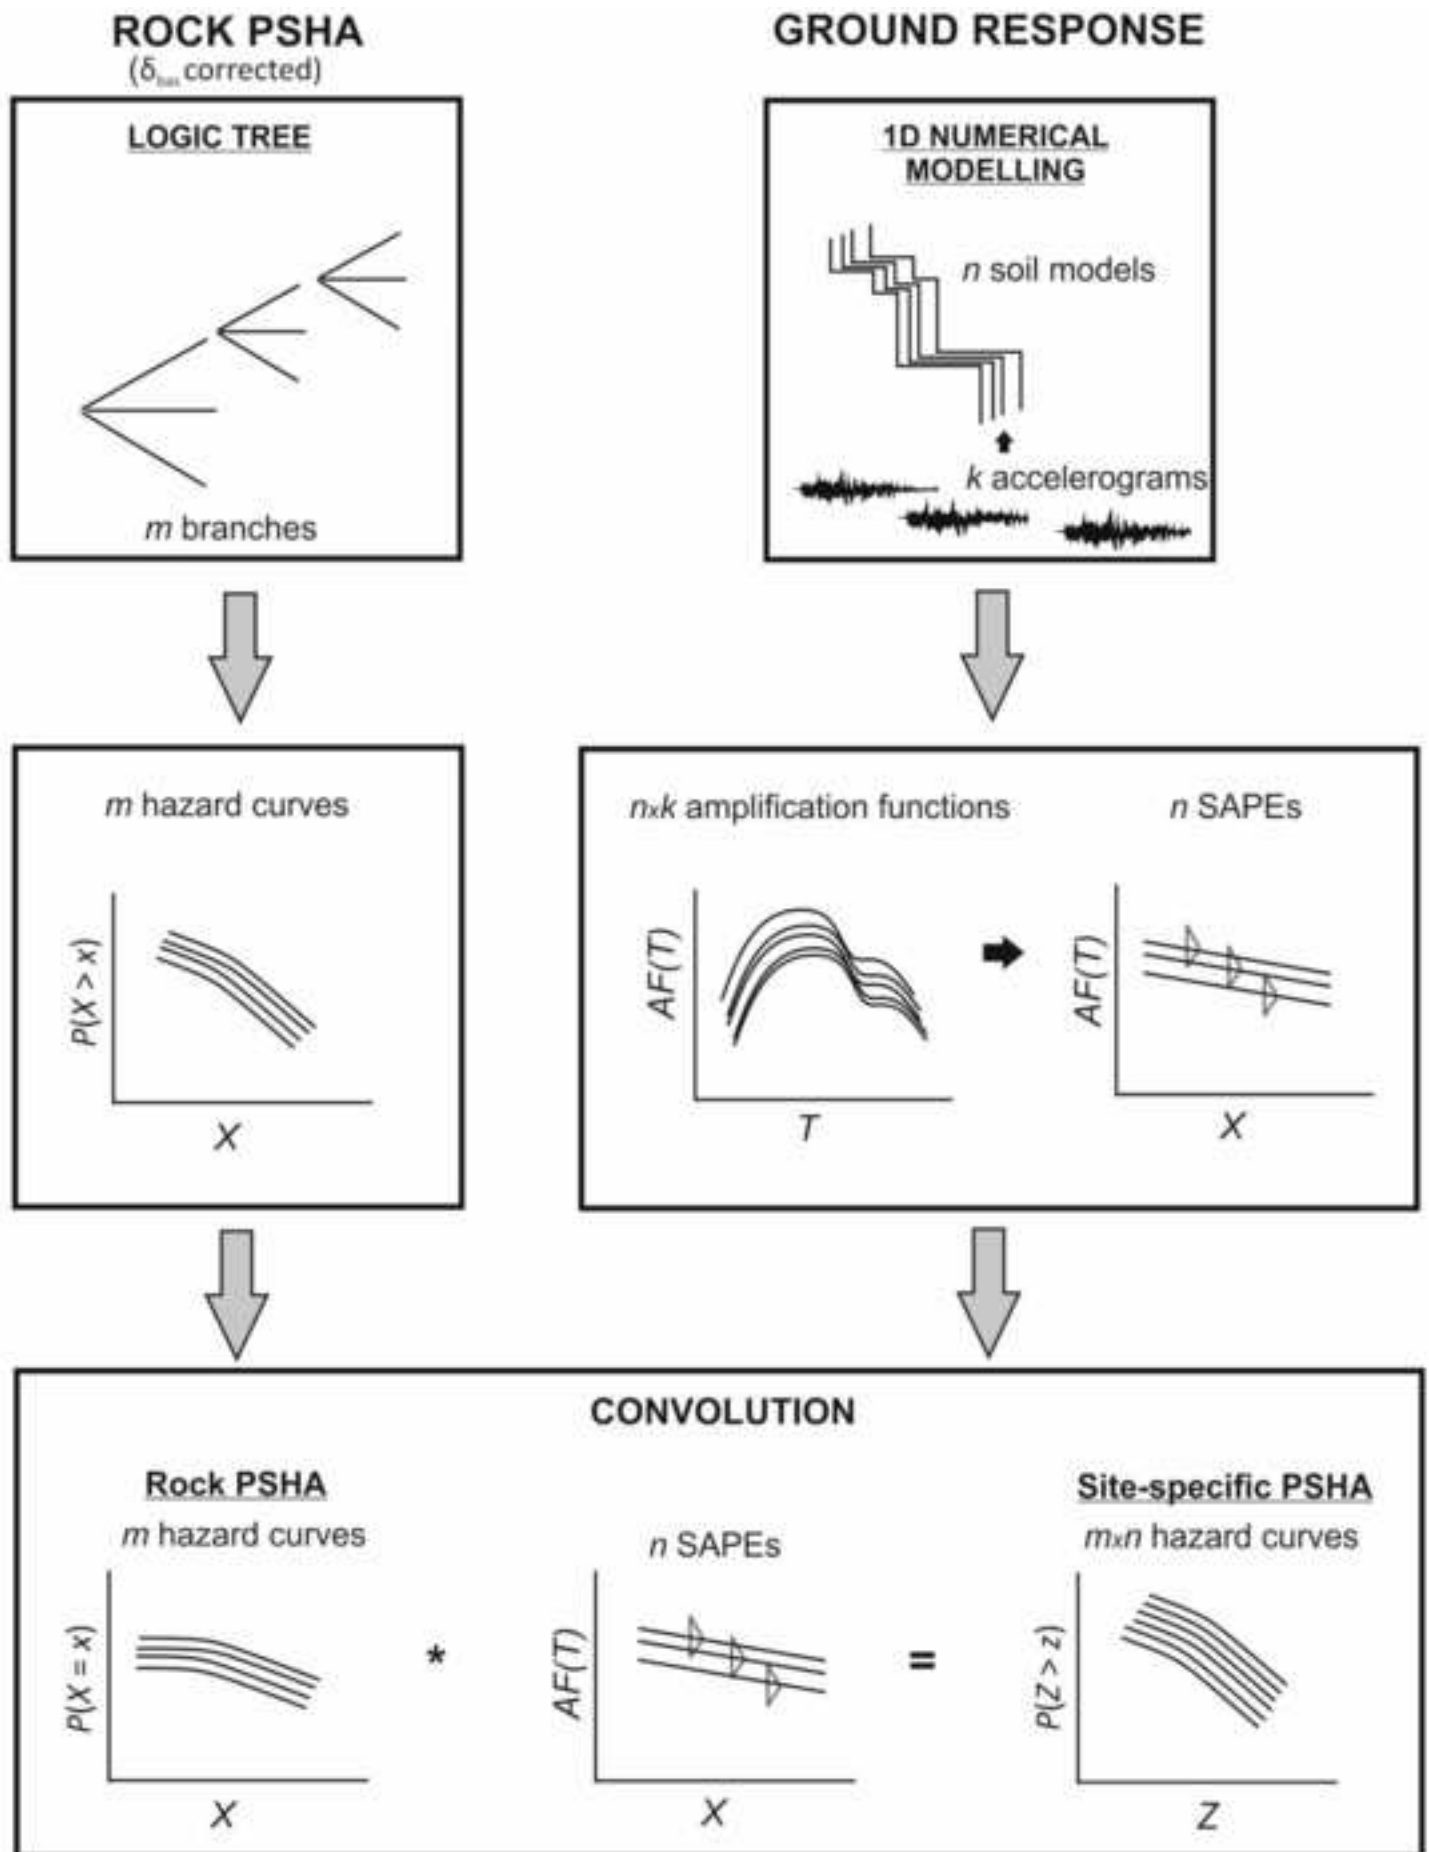 ROCK PSHA
(δ corrected)
LOGIC TREE
m branches
GROUND RESPONSE
1D NUMERICAL
MODELLING
n soil models
k accelerograms
m hazard curves
P(X > x)
X
nxk amplification functions
AF(T)
T
n SAPEs
AF(T)
X
CONVOLUTION
Rock PSHA
m hazard curves
P(X = x)
X
*
n SAPEs
AF(T)
X
=
Site-specific PSHA
mxn hazard curves
P(Z > z)
Z